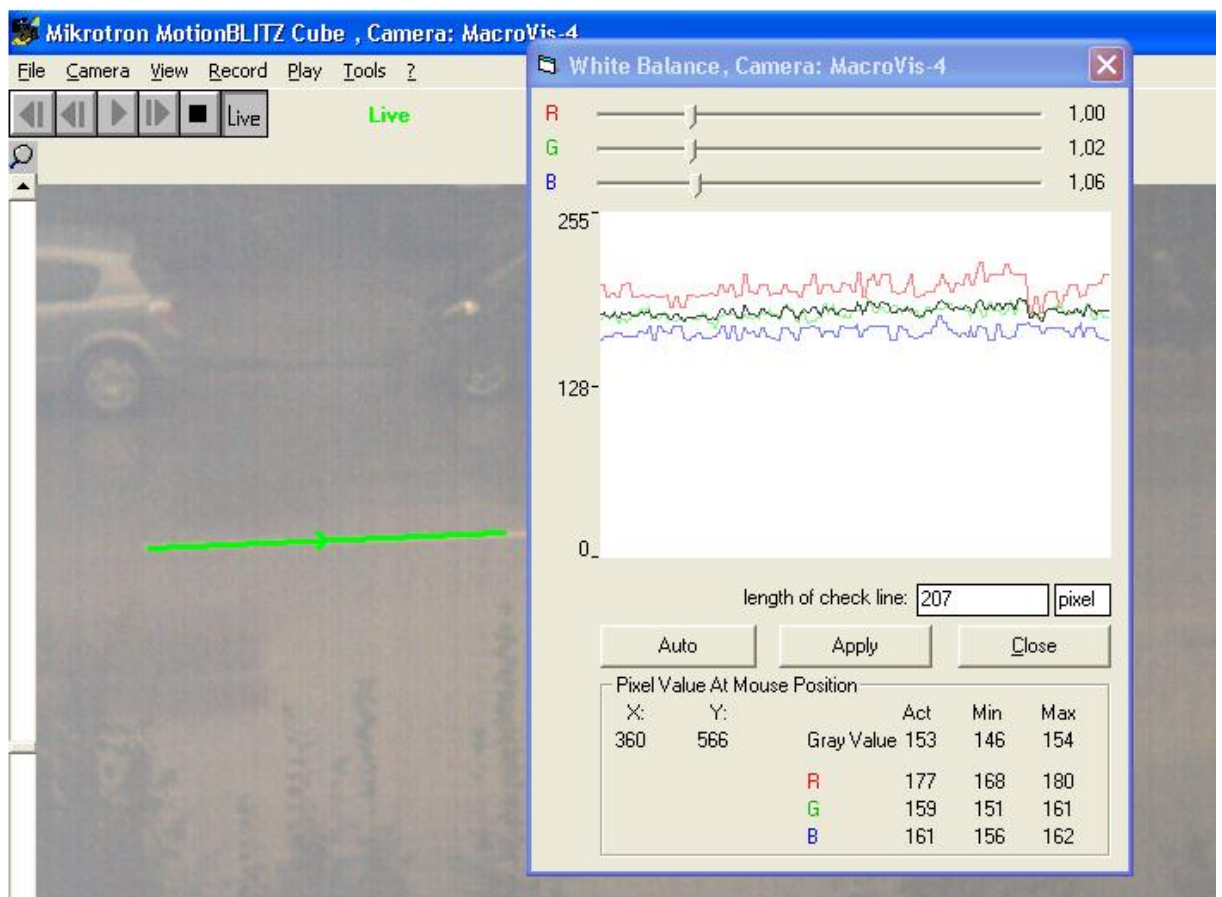 Mikrotron MotionBLITZ Cube , Camera: MacroVis-4
File Camera View Record Play Tools ?
Live Live
White Balance, Camera: MacroVis-4
R 1,00
G 1,02
B 1,06
255
128
0
length of check line: 207 pixel
Auto Apply Close
Pixel Value At Mouse Position
X: Y: Act Min Max
360 566 Gray Value 153 146 154
R 177 168 180
G 159 151 161
B 161 156 162